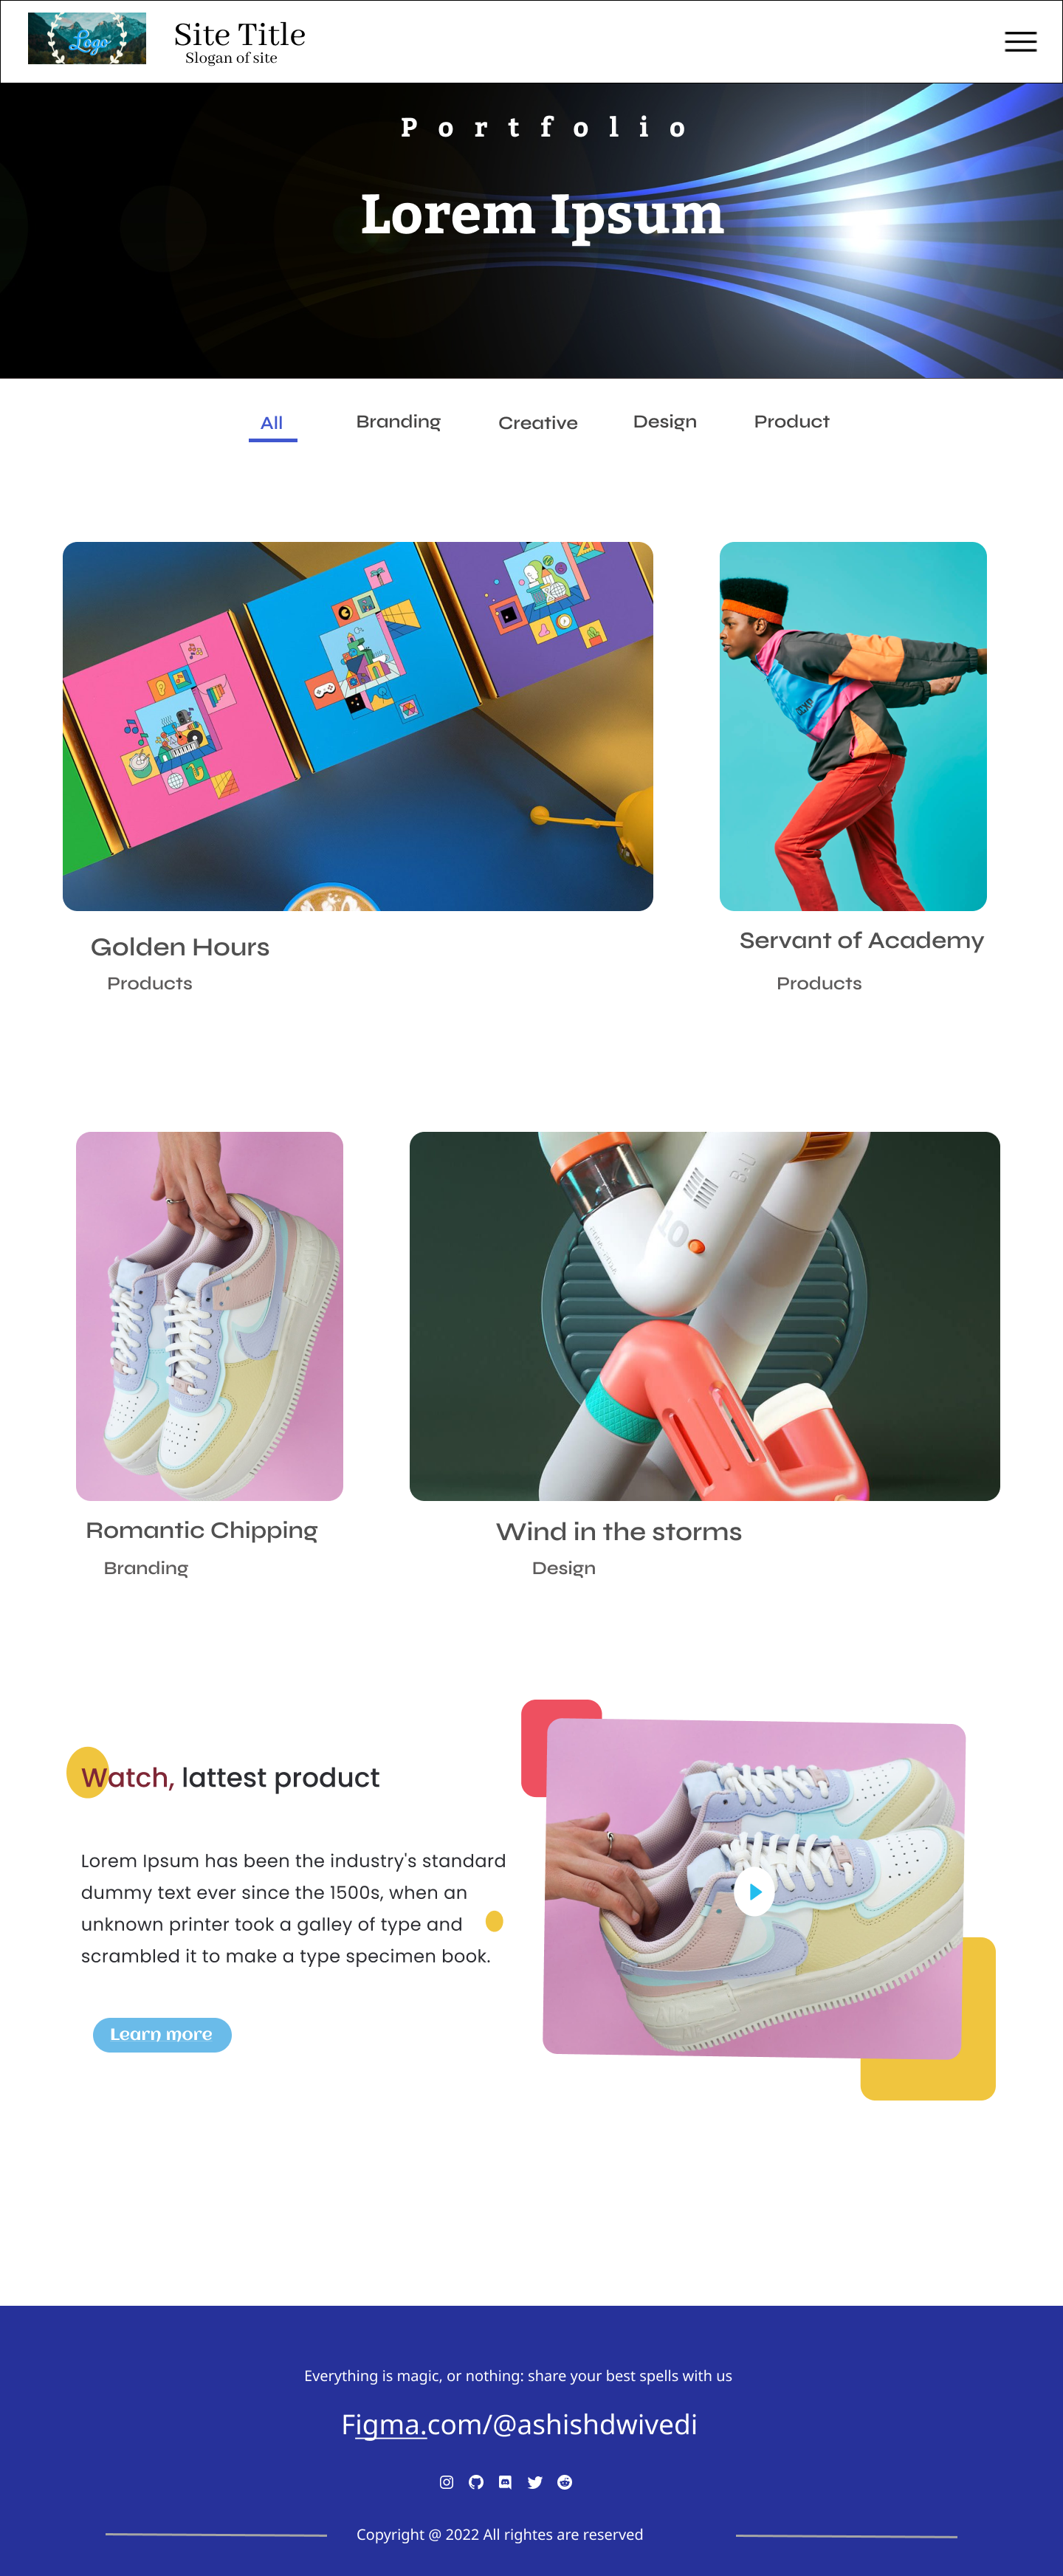 Logo
Site Title
Slogan of site
Portfolio
Lorem Ipsum
All Branding Creative Design Product
10
Golden Hours
Products
Servant of Academy
Products
Romantic Chipping
Branding
Wind in the storms
Design
Watch, lattest product
Lorem Ipsum has been the industry's standard
dummy text ever since the 1500s, when an
unknown printer took a galley of type and
scrambled it to make a type specimen book.
Learn more
AIR
Everything is magic, or nothing: share your best spells with us
Figma.com/@ashishdwivedi
Copyright @ 2022 All rightes are reserved